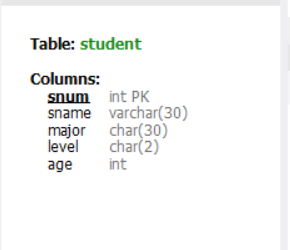 Table: student
Columns:
snum int PK
sname varchar(30)
major char(30)
level char(2)
age int